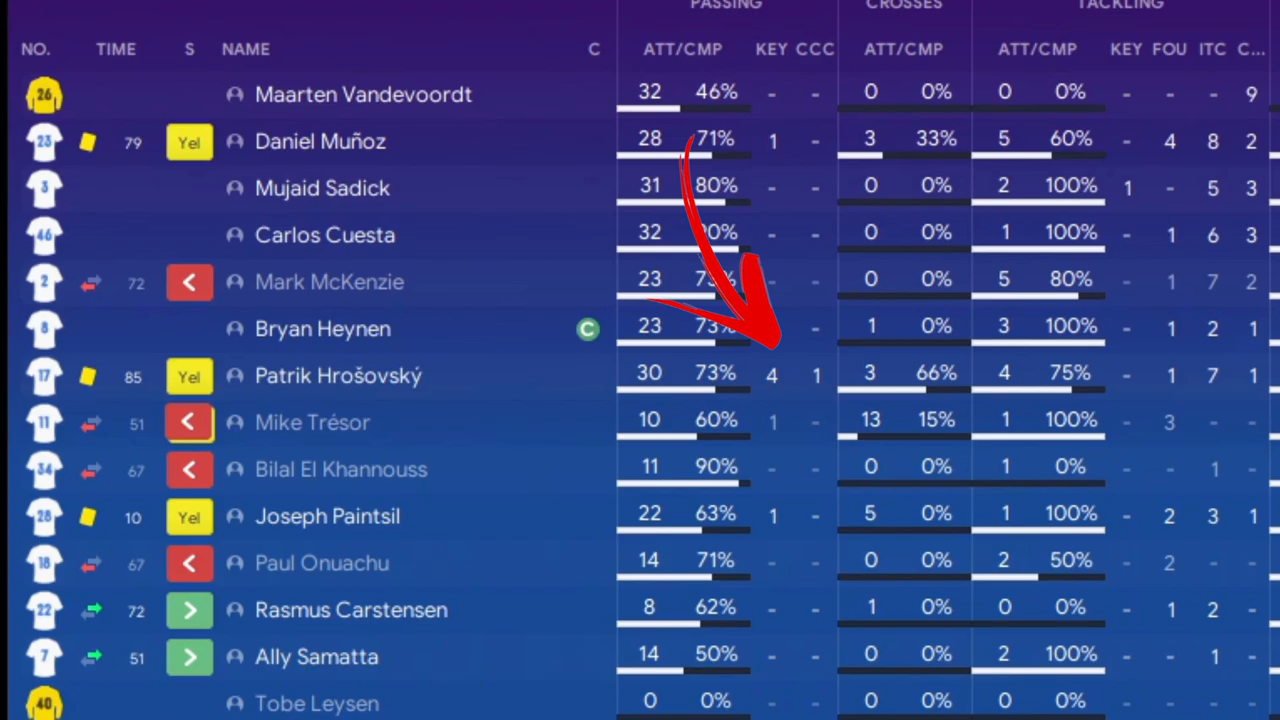 PASSING CROSSES TACKLING
NO. TIME S NAME C ATT/CMP KEY CCC ATT/CMP ATT/CMP KEY FOU ITC C...
26 Maarten Vandevoordt 32 46% - - 0 0% 0 0% - - - 9
23 79 Yel Daniel Muñoz 28 71% 1 - 3 33% 5 60% - 4 8 2
3 Mujaid Sadick 31 80% - - 0 0% 2 100% 1 - 5 3
46 Carlos Cuesta 32 - - 0 0% 1 100% - 1 6 3
2 72 < Mark McKenzie 23 - 0 0% 5 80% - 1 7 2
8 Bryan Heynen C 23 73% - 1 0% 3 100% - 1 2 1
17 85 Yel Patrik Hrošovský 30 73% 4 1 3 66% 4 75% - 1 7 1
11 51 < Mike Trésor 10 60% 1 - 13 15% 1 100% - 3 - -
34 67 < Bilal El Khannouss 11 90% - - 0 0% 1 0% - - 1 -
28 10 Yel Joseph Paintsil 22 63% 1 - 5 0% 1 100% - 2 3 1
18 67 < Paul Onuachu 14 71% - - 0 0% 2 50% - 2 - -
22 72 > Rasmus Carstensen 8 62% - - 1 0% 0 0% - 1 2 -
7 51 > Ally Samatta 14 50% - - 0 0% 2 100% - - 1 -
40 Tobe Leysen 0 0% - - 0 0% 0 0% - - - -